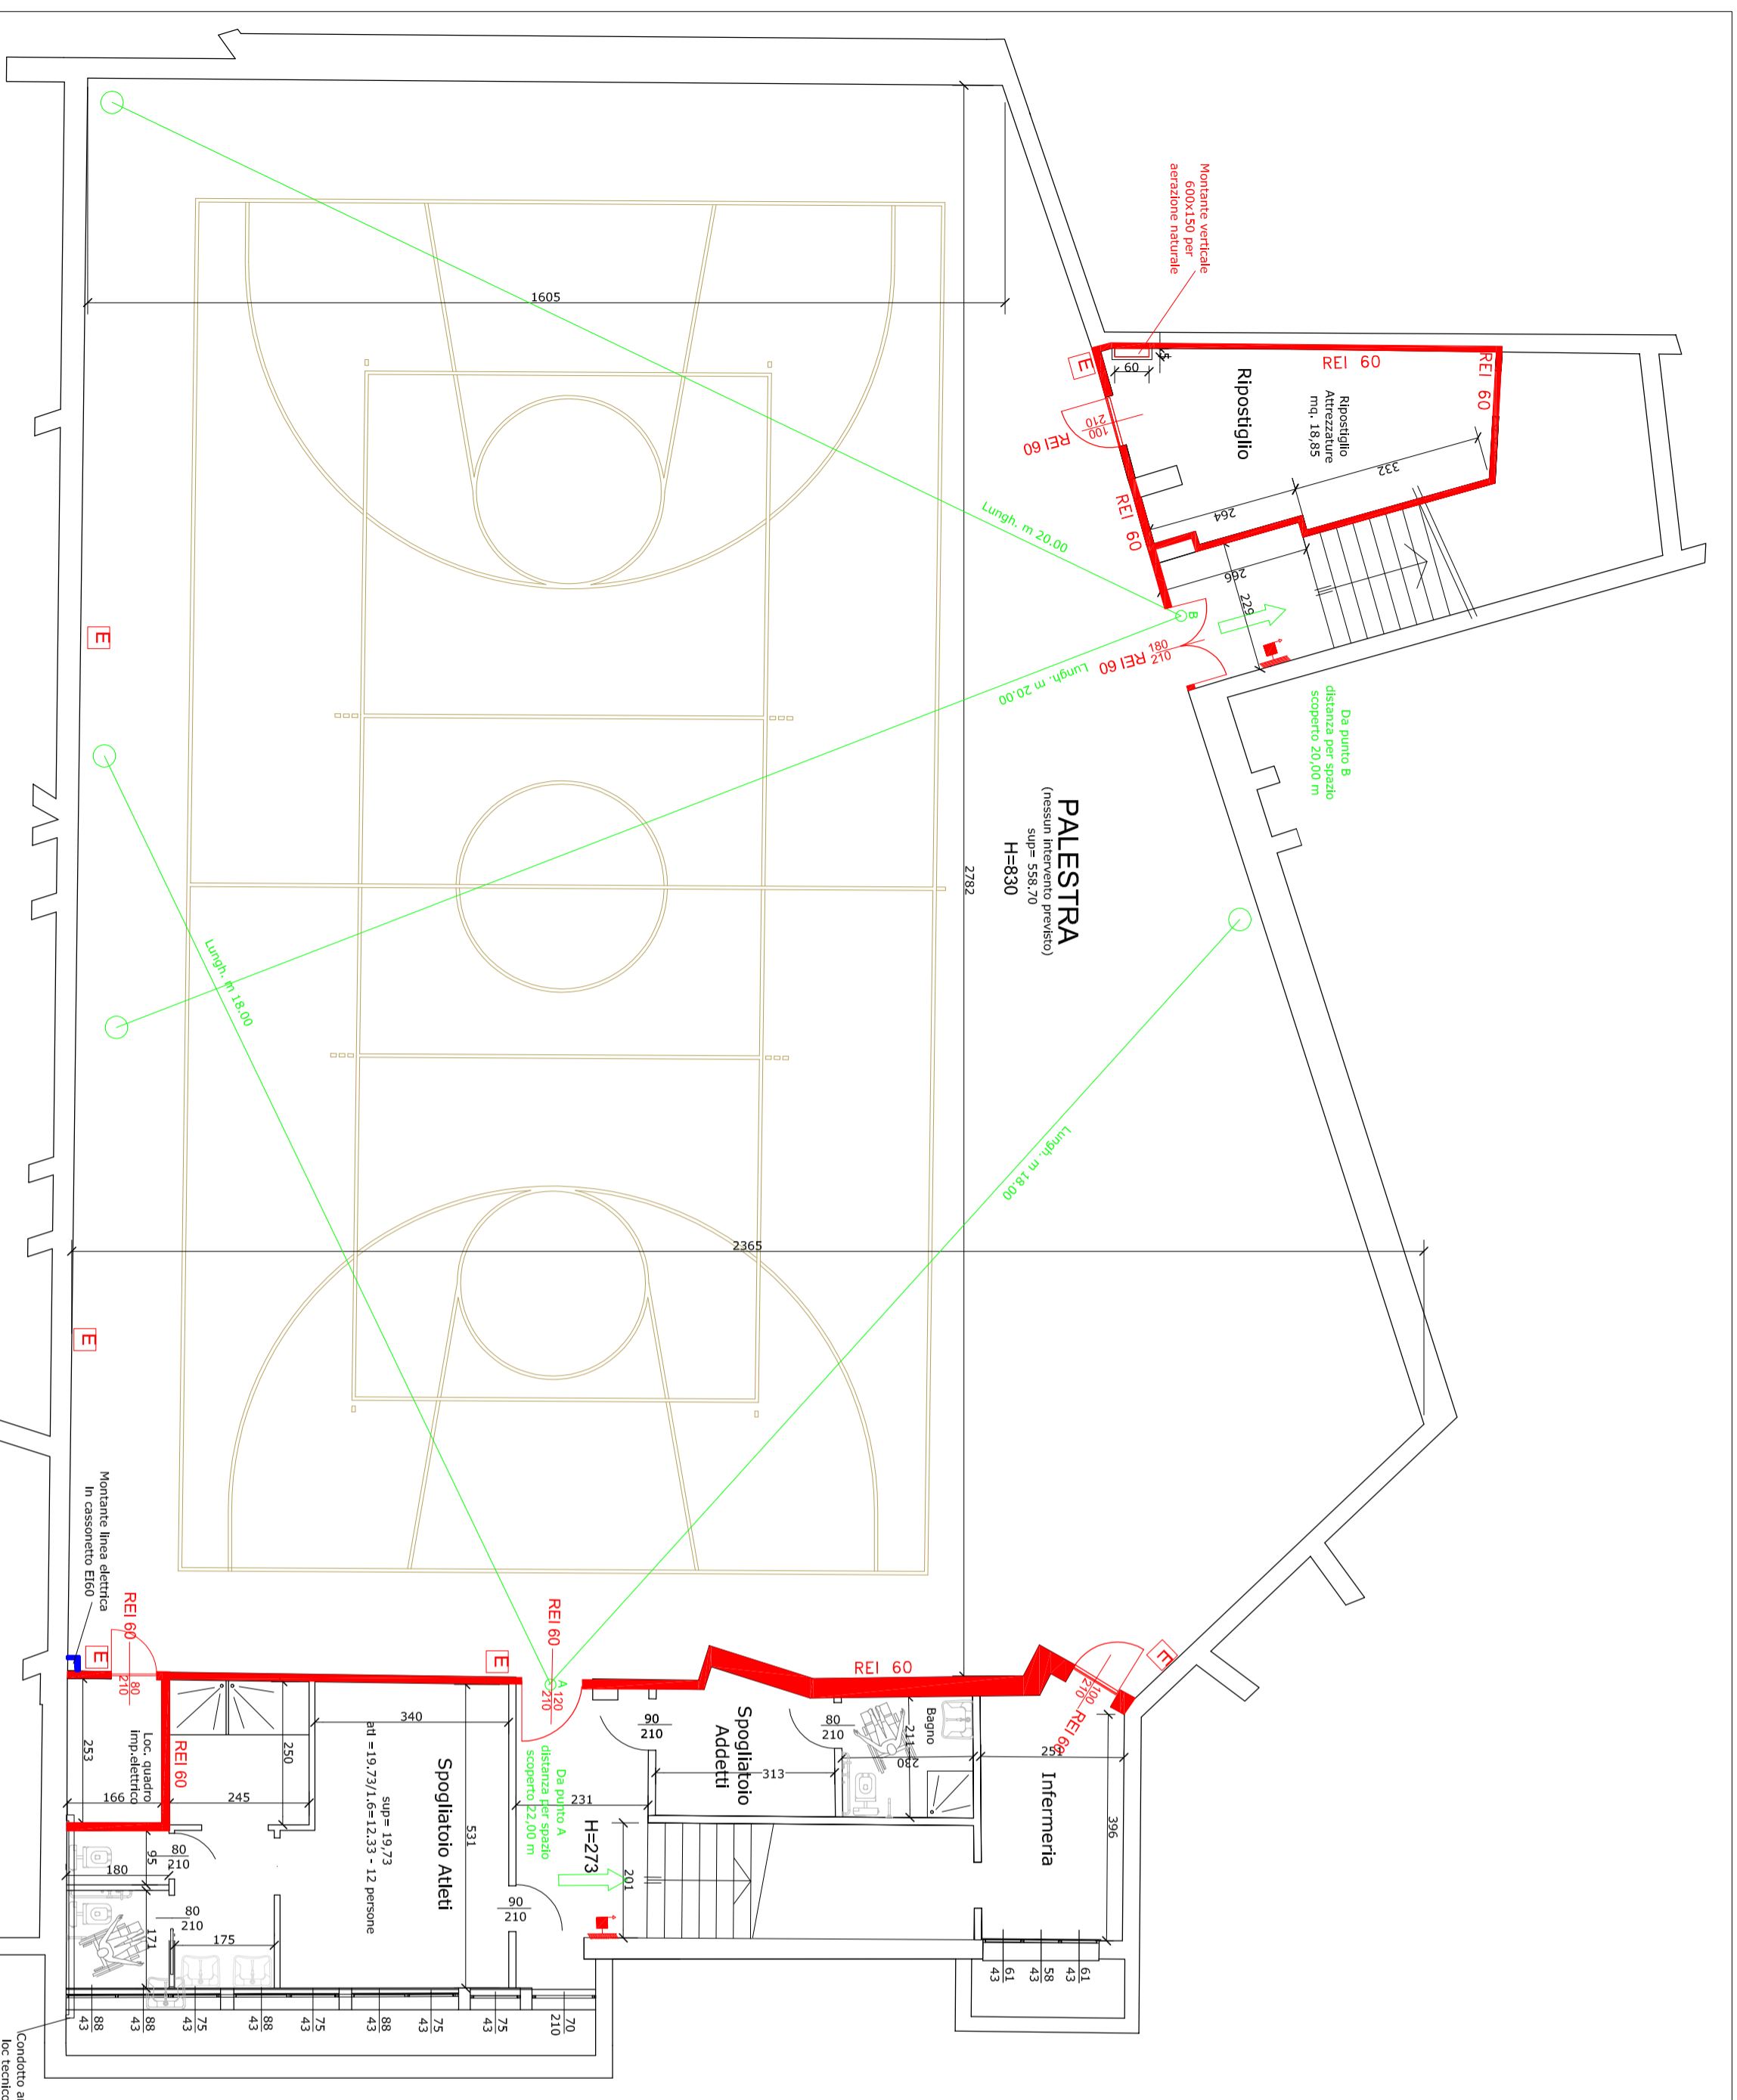 Montante verticale
600x150 per
aerazione naturale
REI 60
REI 60
Ripostiglio
Ripostiglio
Attrezzature
mq. 18,85
60
E
100
210
REI 60
REI 60
332
264
266
229
180
210
REI 60
B
Da punto B
distanza per spazio
scoperto 20,00 m
1605
Lungh. m 20.00
Lungh. m 20.00
E
PALESTRA
(nessun intervento previsto)
sup= 558.70
H=830
2782
Lungh. m 18.00
Lungh. m 18.00
2365
E
Montante linea elettrica
In cassonetto EI60
REI 60
E
80
210
REI 60
E
A
120
210
REI 60
E
100
210
REI 60
Loc. quadro
imp.elettrico
253
166
REI 60
250
245
340
Spogliatoio Atleti
sup= 19,73
atl =19.73/1.6=12.33 - 12 persone
531
Da punto A
distanza per spazio
scoperto 22,00 m
231
H=273
201
90
210
90
210
Spogliatoio
Addetti
313
80
210
Bagno
211
230
251
Infermeria
396
80
210
95
180
80
210
171
175
61
43
58
43
61
43
88
43
88
43
75
43
88
43
75
43
88
43
75
43
75
43
70
210
Condotto
loc tecnico